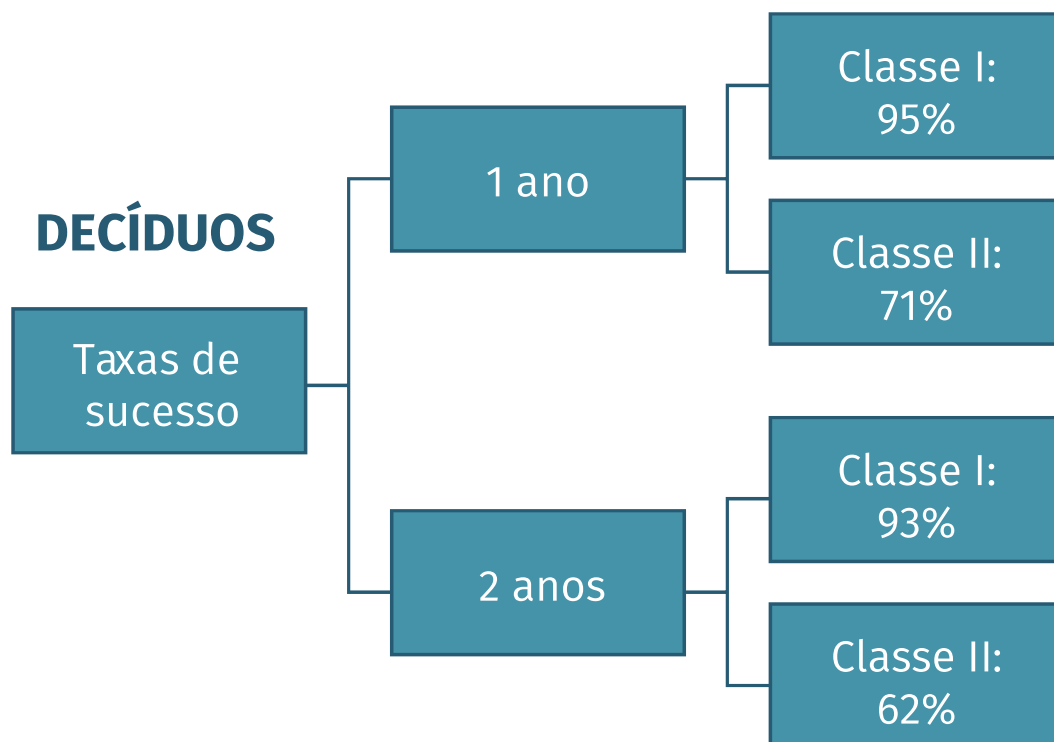 DECÍDUOS
Taxas de
sucesso
1 ano
Classe I:
95%
Classe II:
71%
2 anos
Classe I:
93%
Classe II:
62%